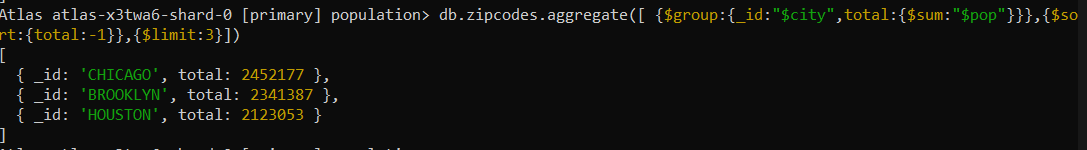 Atlas atlas-x3twa6-shard-0 [primary] population> db.zipcodes.aggregate([ {$group:{_id:"$city",total:{$sum:"$pop"}}},{$so
rt:{total:-1}},{$limit:3}])
[
  { _id: 'CHICAGO', total: 2452177 },
  { _id: 'BROOKLYN', total: 2341387 },
  { _id: 'HOUSTON', total: 2123053 }
]